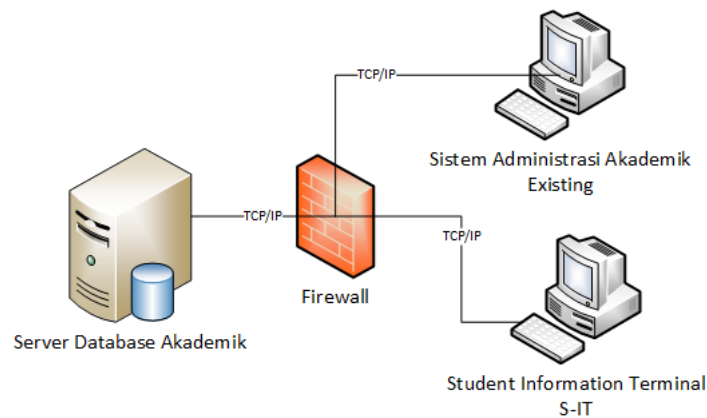 TCP/IP
Sistem Administrasi Akademik
Existing
TCP/IP
TCP/IP
Firewall
Server Database Akademik
Student Information Terminal
S-IT